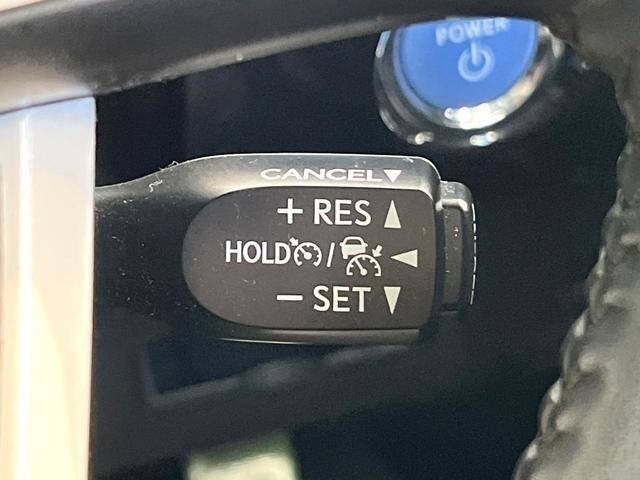 POWER
CANCEL▼
+ RES ▲
HOLD / ◀
− SET ▼